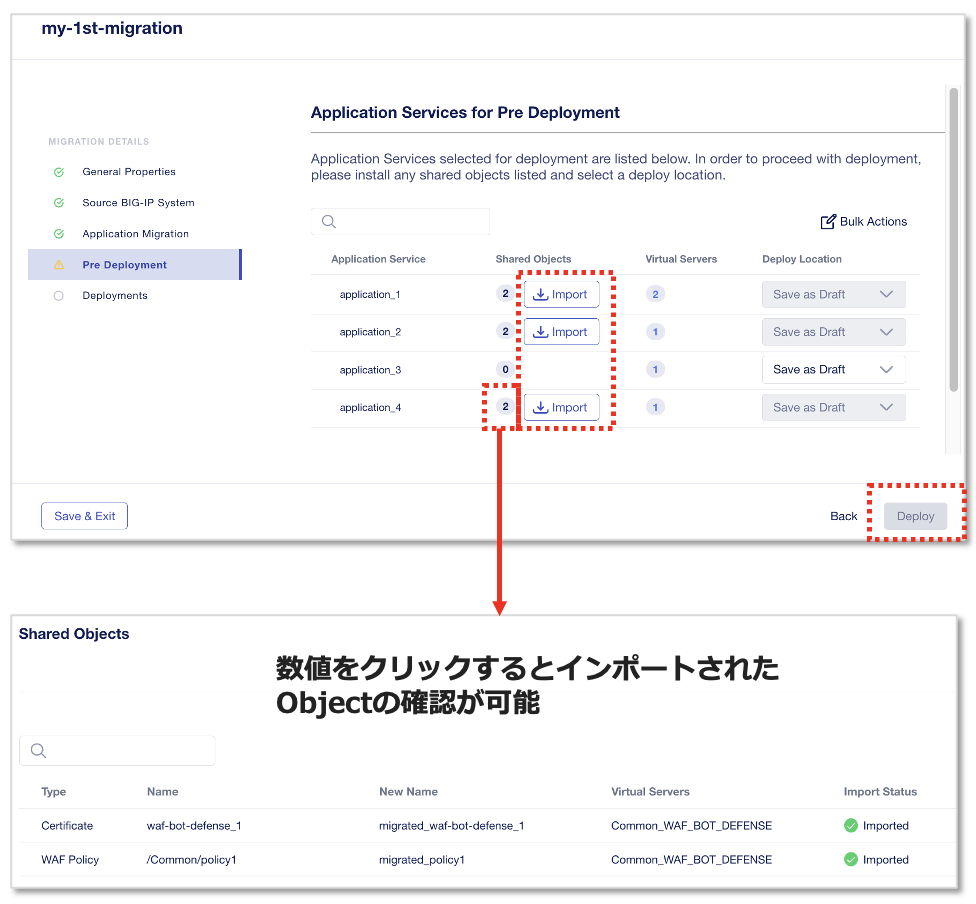 my-1st-migration
MIGRATION DETAILS
General Properties
Source BIG-IP System
Application Migration
Pre Deployment
Deployments
Application Services for Pre Deployment
Application Services selected for deployment are listed below. In order to proceed with deployment,
please install any shared objects listed and select a deploy location.
Bulk Actions
Application Service Shared Objects Virtual Servers Deploy Location
application_1 2 Import 2 Save as Draft
application_2 2 Import 1 Save as Draft
application_3 0 1 Save as Draft
application_4 2 Import 1 Save as Draft
Save & Exit Back Deploy
Shared Objects
数値をクリックするとインポートされた
Objectの確認が可能
Type Name New Name Virtual Servers Import Status
Certificate waf-bot-defense_1 migrated_waf-bot-defense_1 Common_WAF_BOT_DEFENSE Imported
WAF Policy /Common/policy1 migrated_policy1 Common_WAF_BOT_DEFENSE Imported